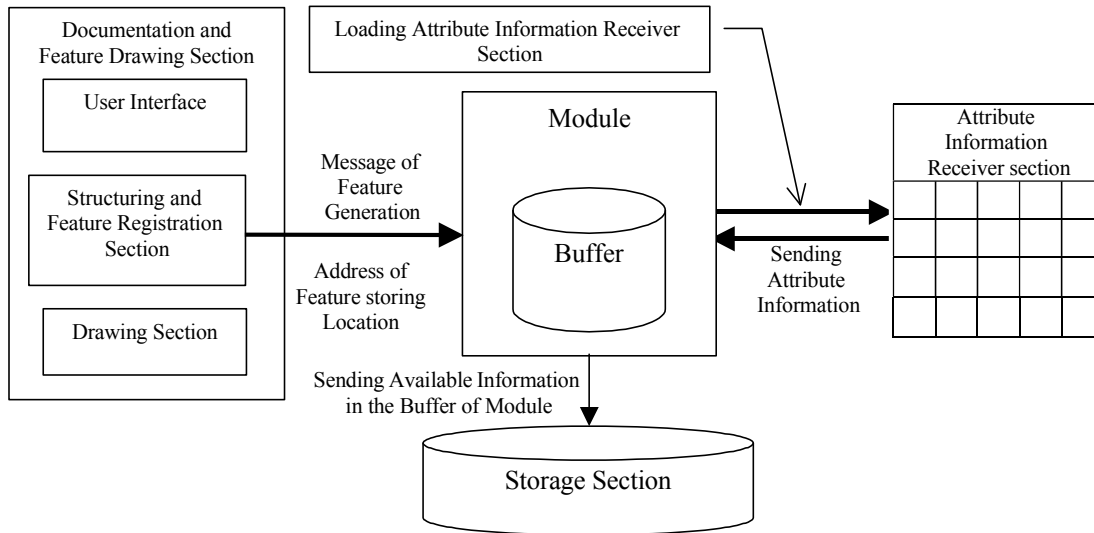 Documentation and
Feature Drawing Section
User Interface
Structuring and
Feature Registration
Section
Drawing Section
Message of
Feature
Generation
Address of
Feature storing
Location
Loading Attribute Information Receiver
Section
Module
Buffer
Sending Available Information
in the Buffer of Module
Storage Section
Sending
Attribute
Information
Attribute
Information
Receiver section